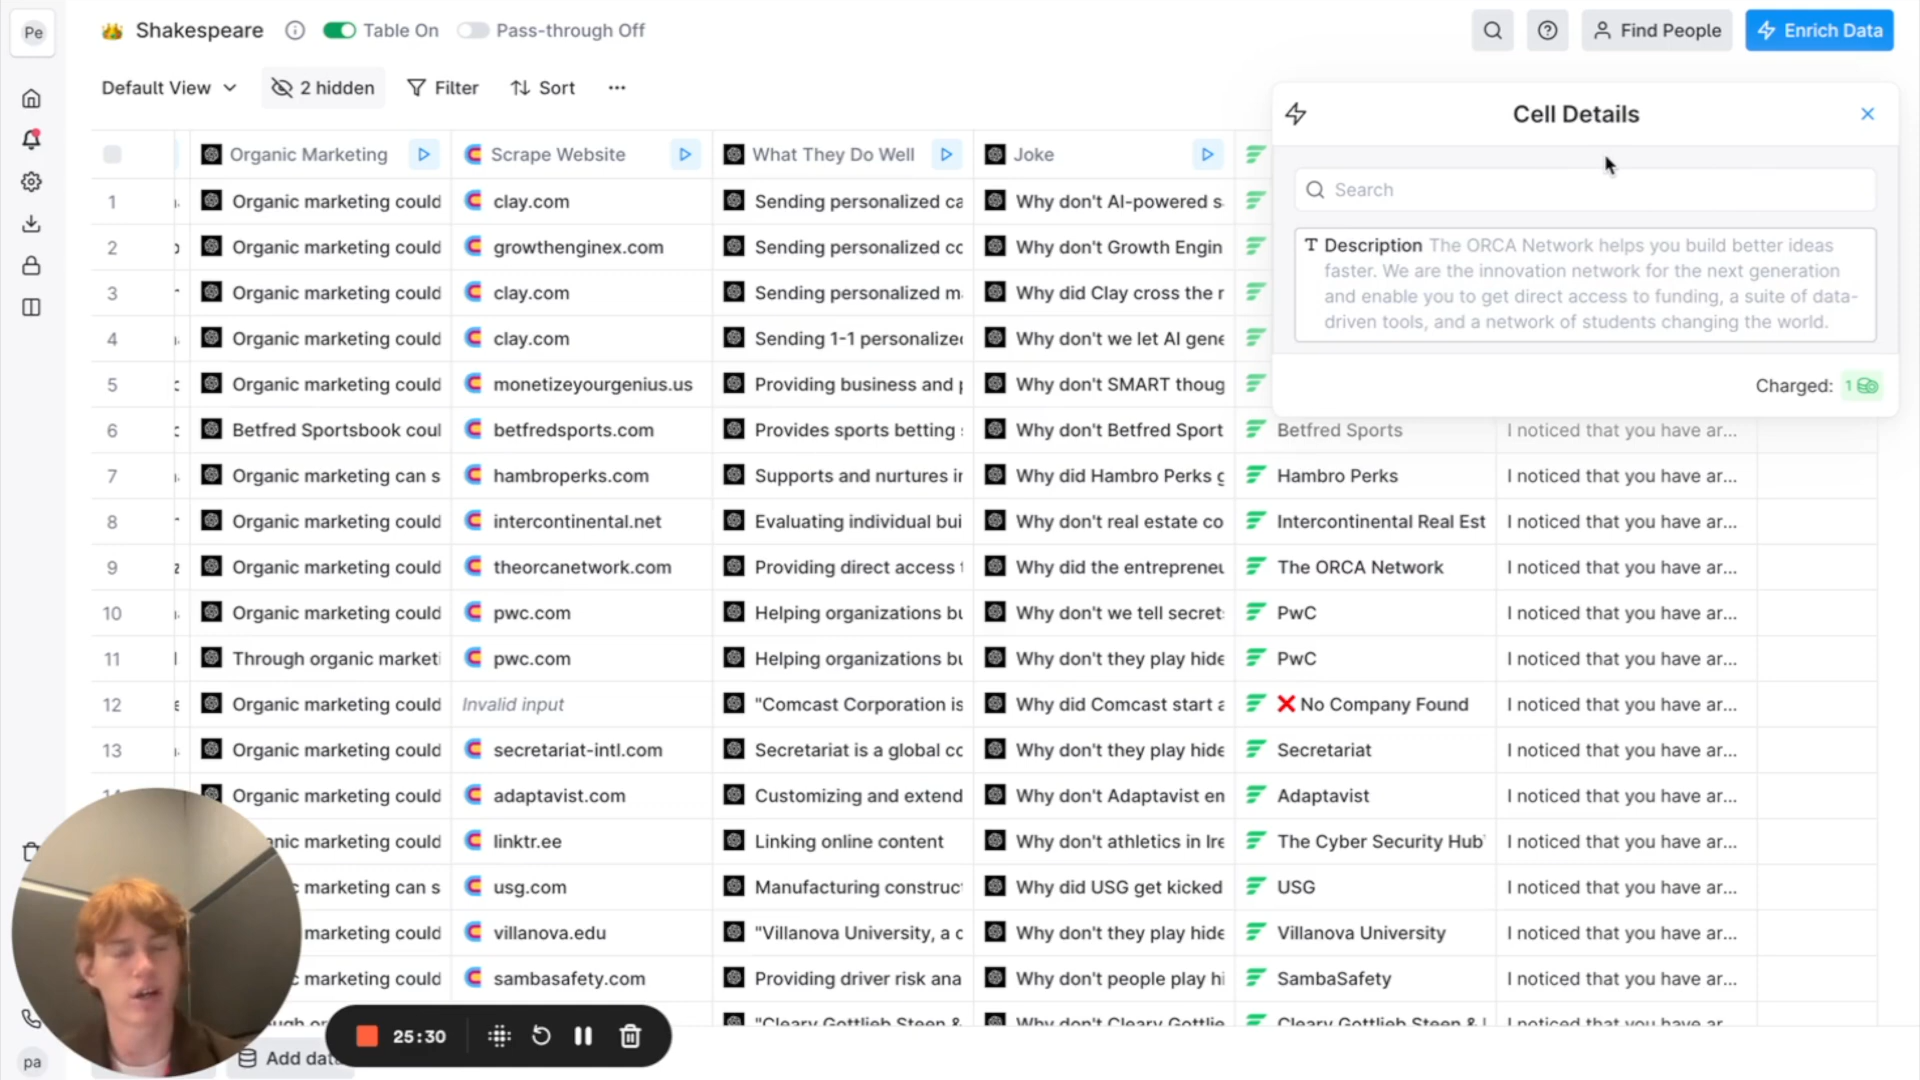 Pe
Shakespeare
Table On
Pass-through Off
Find People
Enrich Data
Default View
2 hidden
Filter
Sort
Cell Details
Search
Description The ORCA Network helps you build better ideas
faster. We are the innovation network for the next generation
and enable you to get direct access to funding, a suite of data-
driven tools, and a network of students changing the world.
Charged: 1
Organic Marketing Scrape Website What They Do Well Joke
1 Organic marketing could clay.com Sending personalized ca Why don't AI-powered s
2 Organic marketing could growthenginex.com Sending personalized cc Why don't Growth Engin
3 Organic marketing could clay.com Sending personalized m Why did Clay cross the r
4 Organic marketing could clay.com Sending 1-1 personalized Why don't we let AI gene
5 Organic marketing could monetizeyourgenius.us Providing business and p Why don't SMART thoug
6 Betfred Sportsbook coul betfredsports.com Provides sports betting Why don't Betfred Sport Betfred Sports I noticed that you have ar...
7 Organic marketing can s hambroperks.com Supports and nurtures ir Why did Hambro Perks g Hambro Perks I noticed that you have ar...
8 Organic marketing could intercontinental.net Evaluating individual bui Why don't real estate co Intercontinental Real Est I noticed that you have ar...
9 Organic marketing could theorcanetwork.com Providing direct access t Why did the entrepreneu The ORCA Network I noticed that you have ar...
10 Organic marketing could pwc.com Helping organizations bu Why don't we tell secret PwC I noticed that you have ar...
11 Through organic marketi pwc.com Helping organizations bu Why don't they play hide PwC I noticed that you have ar...
12 Organic marketing could Invalid input "Comcast Corporation is Why did Comcast start a ❌ No Company Found I noticed that you have ar...
13 Organic marketing could secretariat-intl.com Secretariat is a global cc Why don't they play hide Secretariat I noticed that you have ar...
Organic marketing could adaptavist.com Customizing and extend Why don't Adaptavist en Adaptavist I noticed that you have ar...
anic marketing could linktr.ee Linking online content Why don't athletics in Ire The Cyber Security Hub I noticed that you have ar...
c marketing can s usg.com Manufacturing construct Why did USG get kicked USG I noticed that you have ar...
marketing could villanova.edu "Villanova University, a c Why don't they play hide Villanova University I noticed that you have ar...
marketing could sambasafety.com Providing driver risk ana Why don't people play hi SambaSafety I noticed that you have ar...
"Cleary Gottlieb Steen & Why don't Cleary Gottlie Cleary Gottlieb Steen & I noticed that you have ar...
25:30
pa
Add data